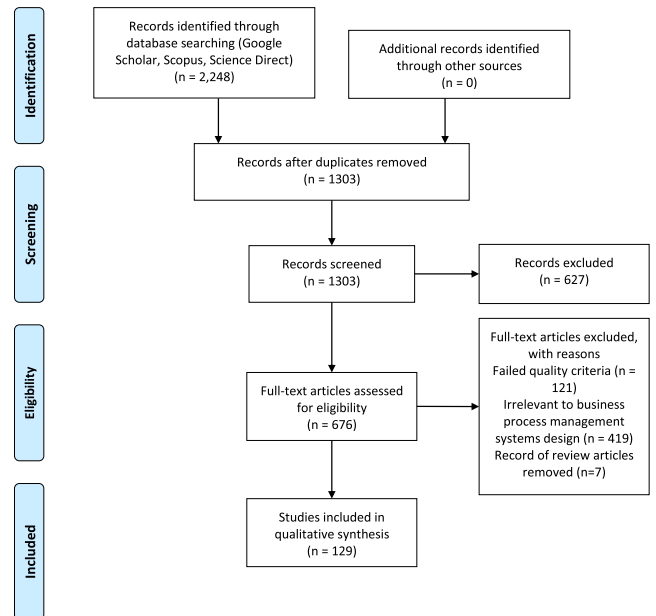 Identification
Records identified through
database searching (Google
Scholar, Scopus, Science Direct)
(n = 2,248)
Additional records identified
through other sources
(n = 0)
Records after duplicates removed
(n = 1303)
Screening
Records screened
(n = 1303)
Records excluded
(n = 627)
Eligibility
Full-text articles assessed
for eligibility
(n = 676)
Full-text articles excluded,
with reasons
Failed quality criteria (n =
121)
Irrelevant to business
process management
systems design (n = 419)
Record of review articles
removed (n=7)
Included
Studies included in
qualitative synthesis
(n = 129)